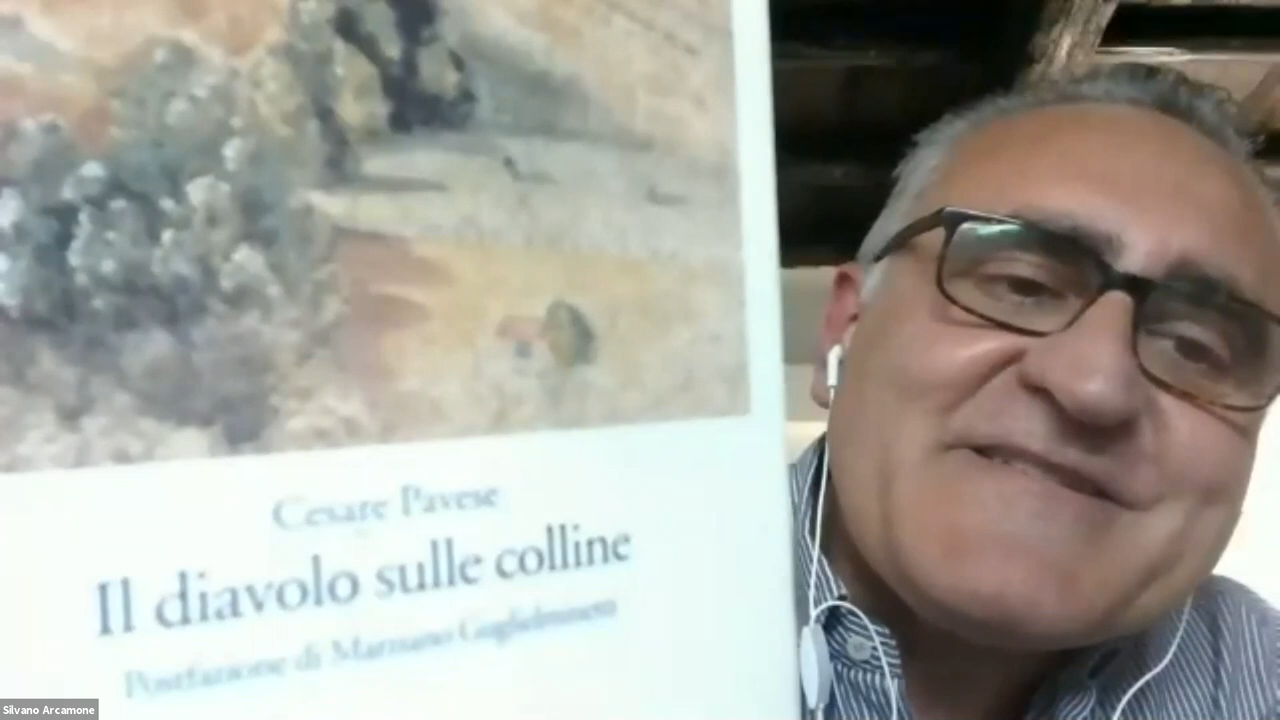 Cesare Pavese
Il diavolo sulle colline
Postfazione di Marziano Guglielminetti
Silvano Arcamone